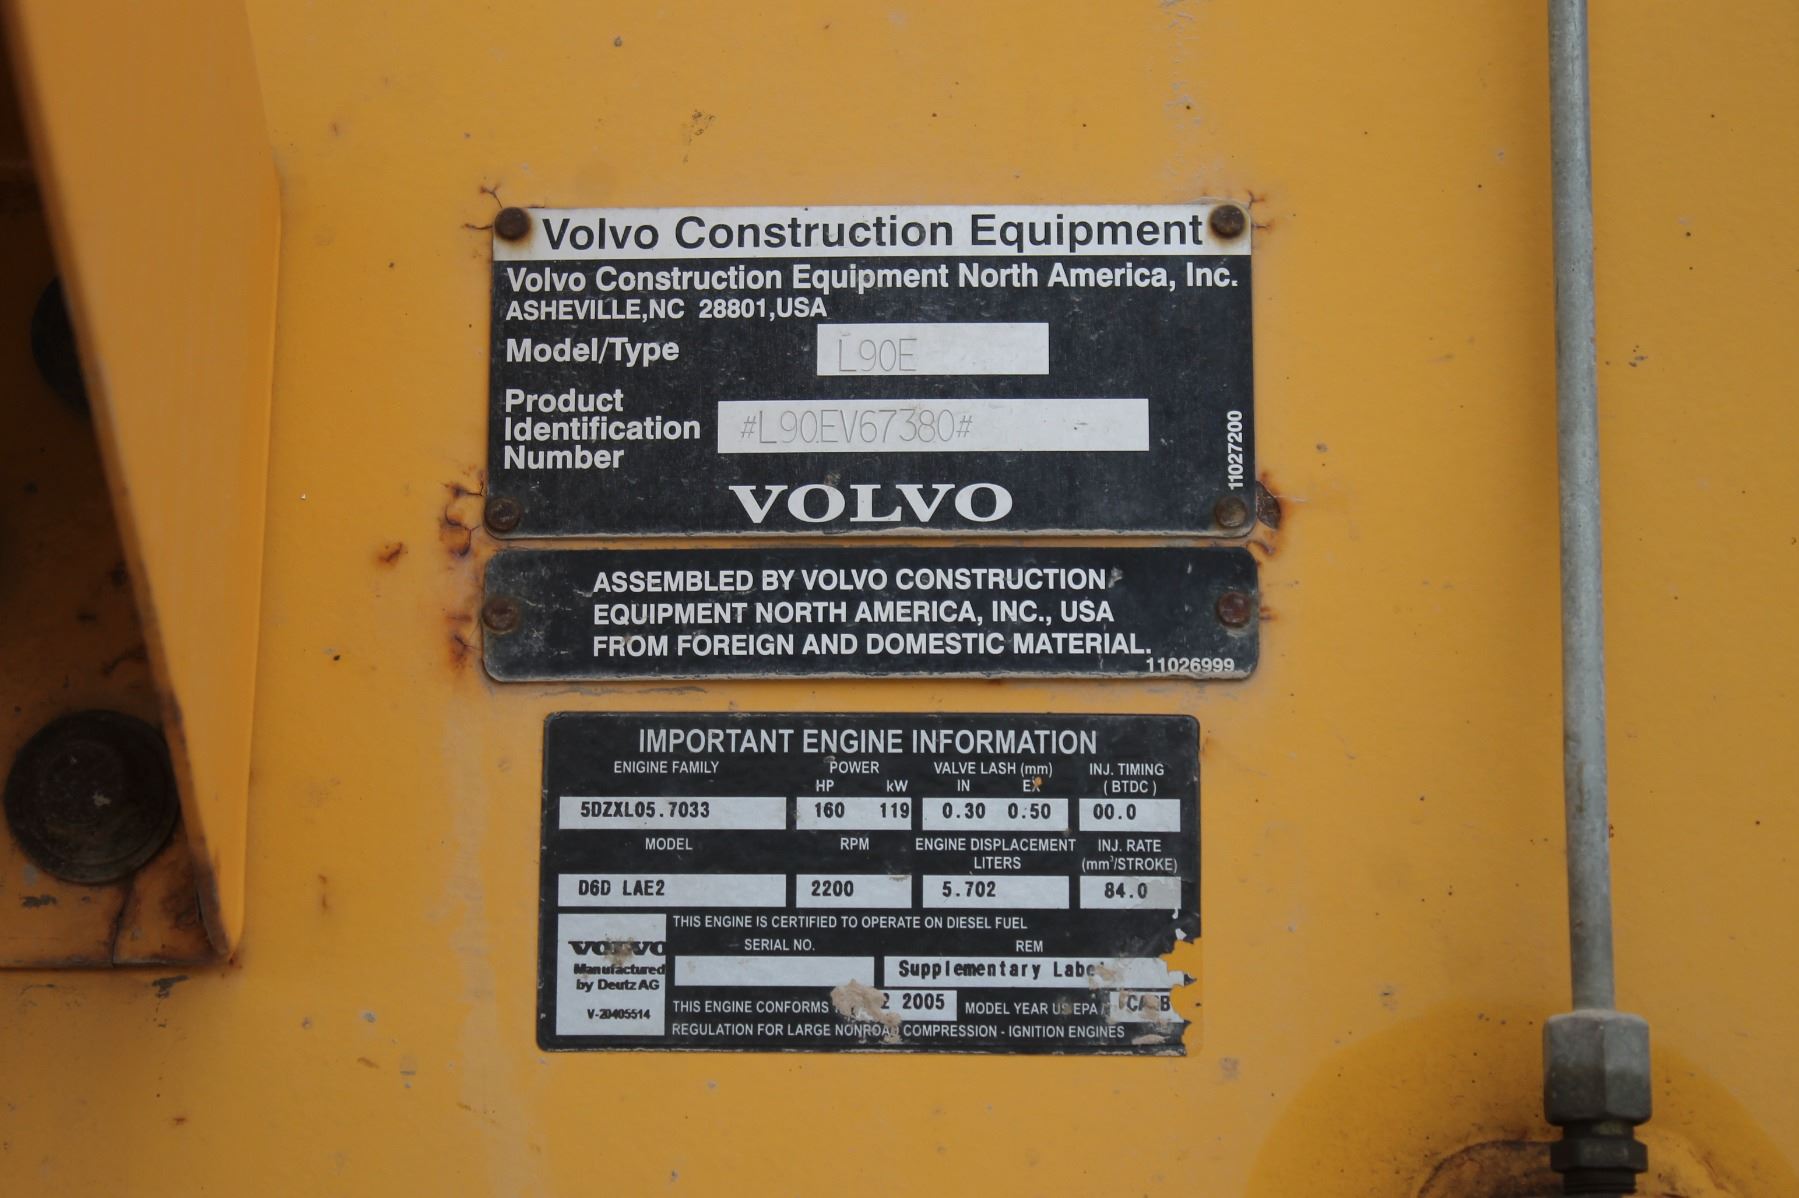 Volvo Construction Equipment
Volvo Construction Equipment North America, Inc.
ASHEVILLE,NC 28801,USA
Model/Type L90E
Product
Identification #L90EV67380#
Number
11027200
VOLVO
ASSEMBLED BY VOLVO CONSTRUCTION
EQUIPMENT NORTH AMERICA, INC., USA
FROM FOREIGN AND DOMESTIC MATERIAL.
11026999
IMPORTANT ENGINE INFORMATION
ENIGINE FAMILY POWER VALVE LASH (mm) INJ. TIMING
HP kW IN EX ( BTDC )
5DZXL05.7033 160 119 0.30 0.50 00.0
MODEL RPM ENGINE DISPLACEMENT INJ. RATE
LITERS (mm³/STROKE)
D6D LAE2 2200 5.702 84.0
THIS ENGINE IS CERTIFIED TO OPERATE ON DIESEL FUEL
VOLVO SERIAL NO. REM
Manufactured Supplementary Label
by Deutz AG
V-20405514
THIS ENGINE CONFORMS 2005 MODEL YEAR US EPA /
REGULATION FOR LARGE NONROAD COMPRESSION - IGNITION ENGINES